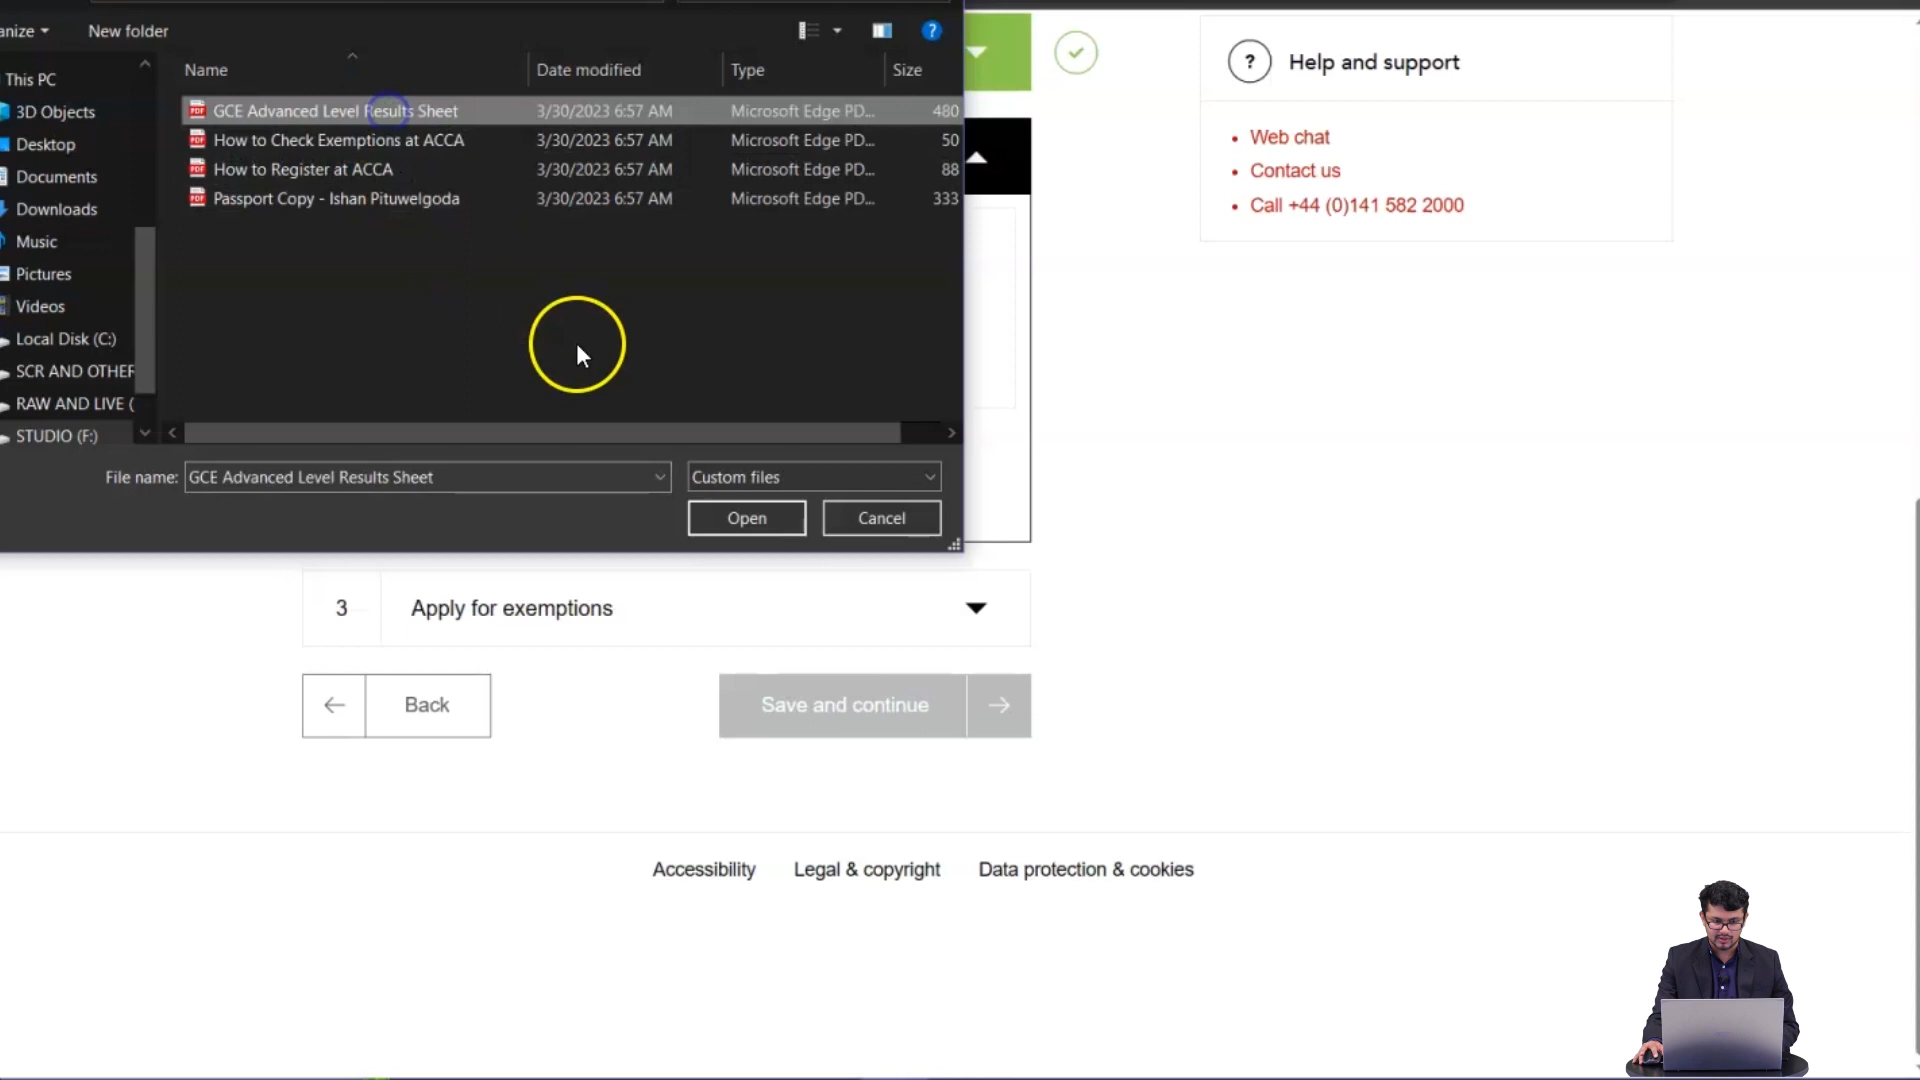 anize New folder
Name Date modified Type Size
This PC
3D Objects
Desktop
Documents
Downloads
Music
Pictures
Videos
Local Disk (C:)
SCR AND OTHER
RAW AND LIVE (
STUDIO (F:)
GCE Advanced Level Results Sheet 3/30/2023 6:57 AM Microsoft Edge PD... 480
How to Check Exemptions at ACCA 3/30/2023 6:57 AM Microsoft Edge PD... 50
How to Register at ACCA 3/30/2023 6:57 AM Microsoft Edge PD... 88
Passport Copy - Ishan Pituwelgoda 3/30/2023 6:57 AM Microsoft Edge PD... 333
File name: GCE Advanced Level Results Sheet Custom files
Open Cancel
? Help and support
Web chat
Contact us
Call +44 (0)141 582 2000
3 Apply for exemptions
Back Save and continue
Accessibility Legal & copyright Data protection & cookies